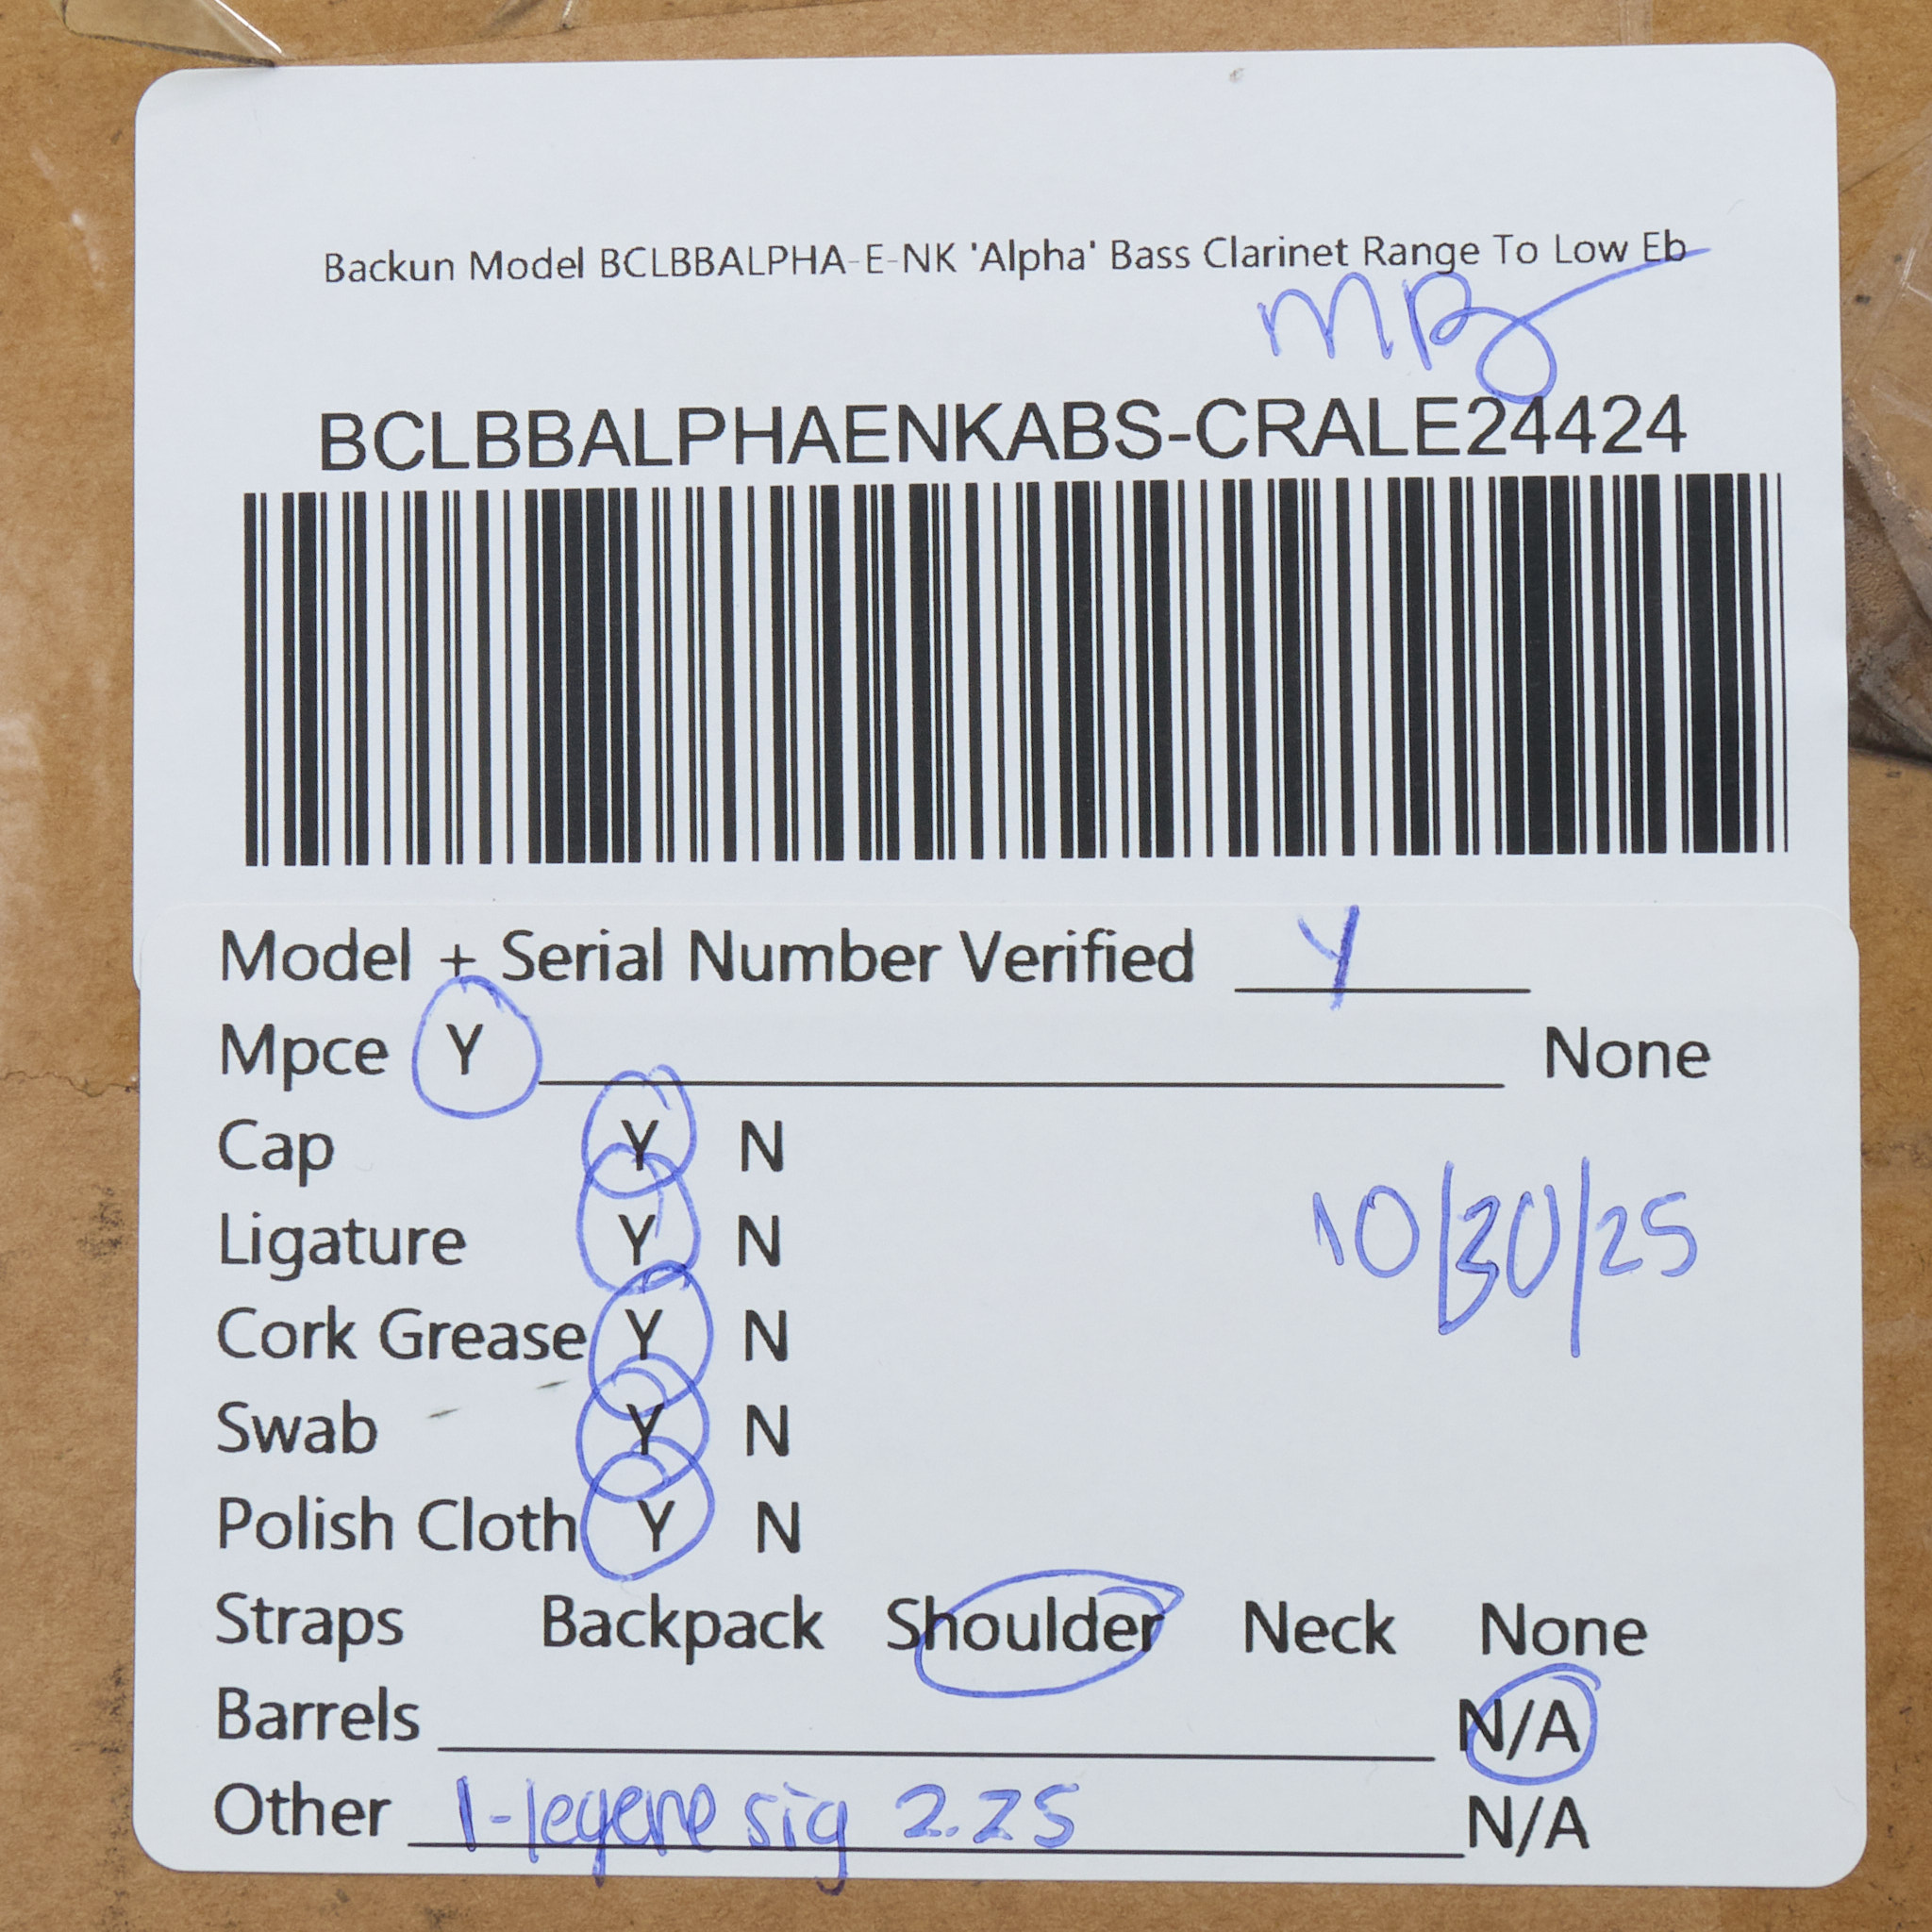 Backun Model BCLBBALPHA-E-NK 'Alpha' Bass Clarinet Range To Low Eb
MB
BCLBBALPHAENKABS-CRALE24424
Model + Serial Number Verified Y
Mpce Y None
Cap Y N
Ligature Y N
10/30/25
Cork Grease Y N
Swab Y N
Polish Cloth Y N
Straps Backpack Shoulder Neck None
Barrels N/A
Other 1-legere sig 2.25 N/A